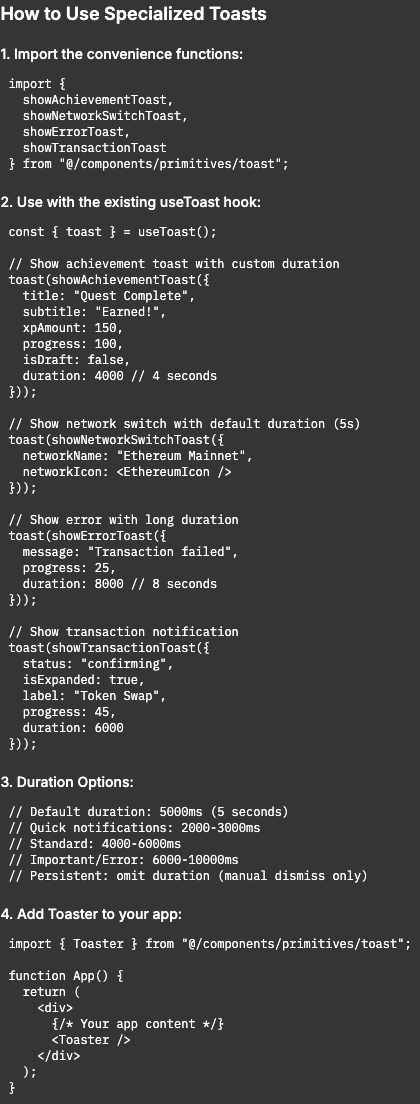 How to Use Specialized Toasts
1. Import the convenience functions:
import {
  showAchievementToast,
  showNetworkSwitchToast,
  showErrorToast,
  showTransactionToast
} from "@/components/primitives/toast";
2. Use with the existing useToast hook:
const { toast } = useToast();
// Show achievement toast with custom duration
toast(showAchievementToast({
  title: "Quest Complete",
  subtitle: "Earned!",
  xpAmount: 150,
  progress: 100,
  isDraft: false,
  duration: 4000 // 4 seconds
}));
// Show network switch with default duration (5s)
toast(showNetworkSwitchToast({
  networkName: "Ethereum Mainnet",
  networkIcon: <EthereumIcon />
}));
// Show error with long duration
toast(showErrorToast({
  message: "Transaction failed",
  progress: 25,
  duration: 8000 // 8 seconds
}));
// Show transaction notification
toast(showTransactionToast({
  status: "confirming",
  isExpanded: true,
  label: "Token Swap",
  progress: 45,
  duration: 6000
}));
3. Duration Options:
// Default duration: 5000ms (5 seconds)
// Quick notifications: 2000-3000ms
// Standard: 4000-6000ms
// Important/Error: 6000-10000ms
// Persistent: omit duration (manual dismiss only)
4. Add Toaster to your app:
import { Toaster } from "@/components/primitives/toast";
function App() {
  return (
    <div>
      {/* Your app content */}
      <Toaster />
    </div>
  );
}